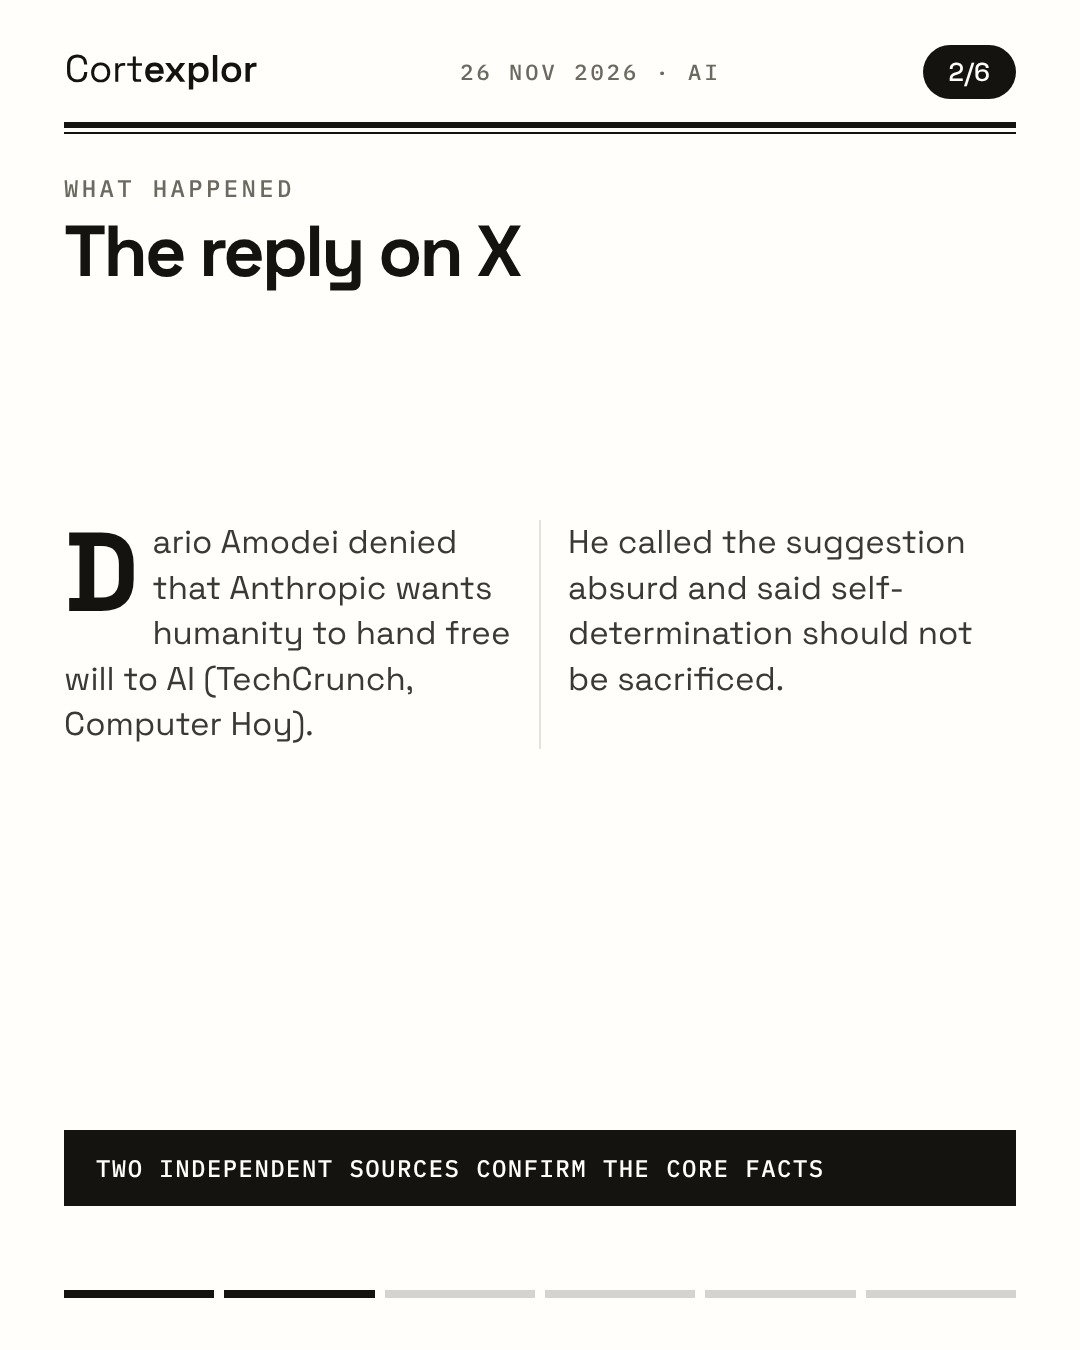 Cortexplor
26 NOV 2026 · AI
2/6
WHAT HAPPENED
The reply on X
Dario Amodei denied
that Anthropic wants
humanity to hand free
will to AI (TechCrunch,
Computer Hoy).
He called the suggestion
absurd and said self-
determination should not
be sacrificed.
TWO INDEPENDENT SOURCES CONFIRM THE CORE FACTS